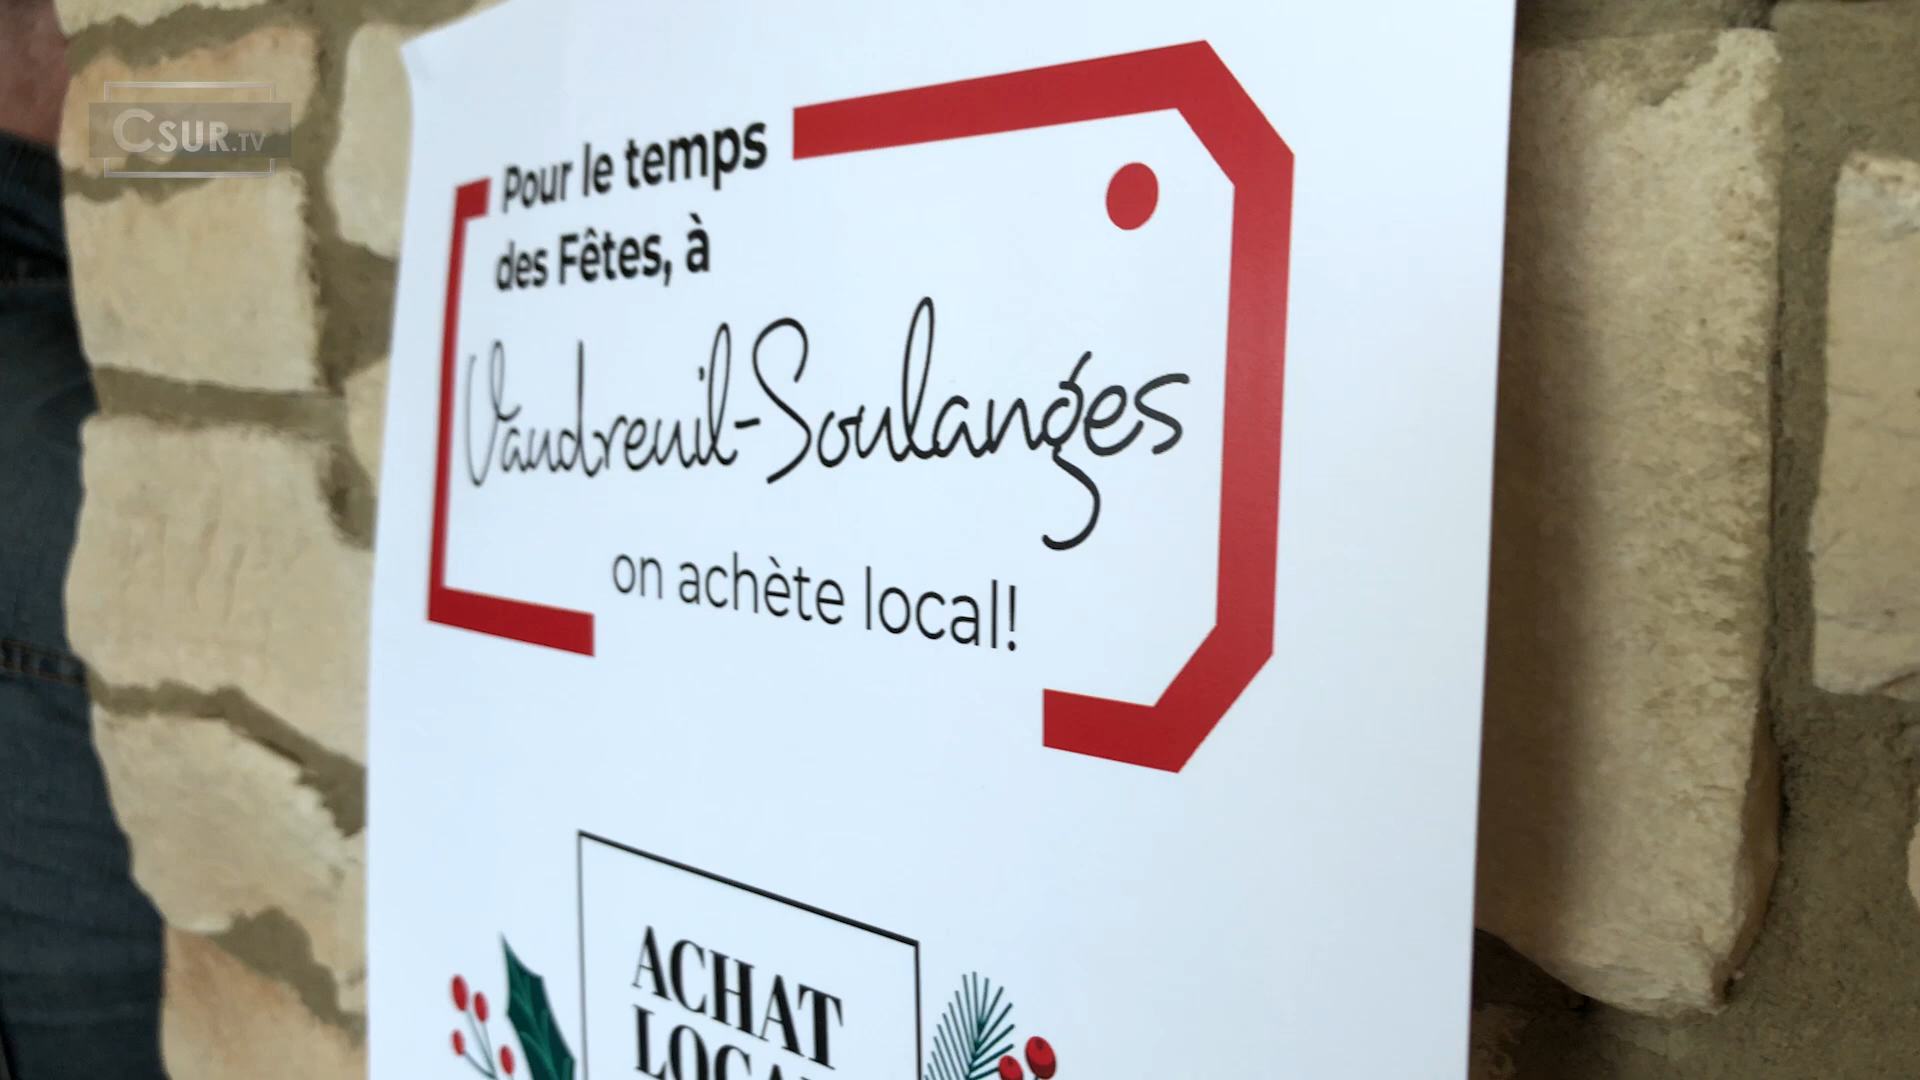 CSUR.TV
Pour le temps
des Fêtes, à
Vaudreuil-Soulanges
on achète local!
ACHAT
LOCAL